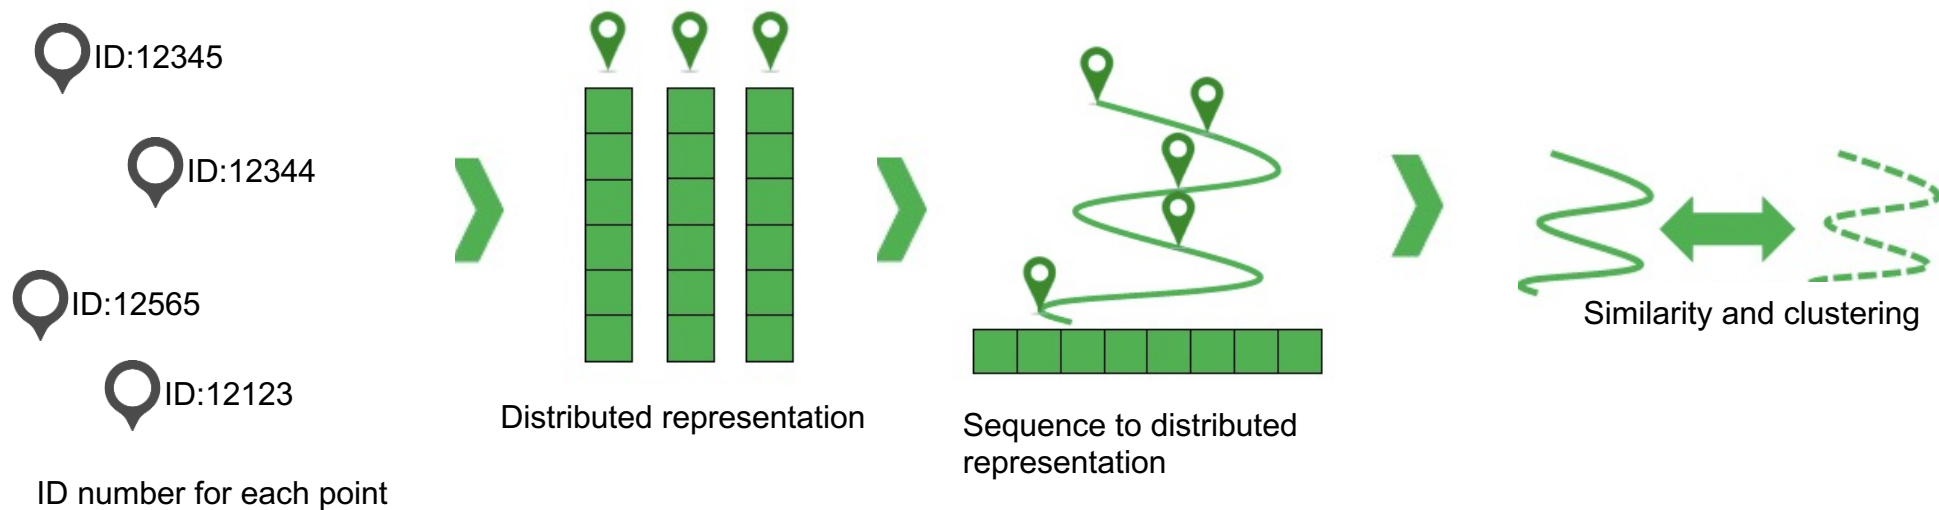 ID:12345
ID:12344
ID:12565
ID:12123
ID number for each point
Distributed representation
Sequence to distributed
representation
Similarity and clustering